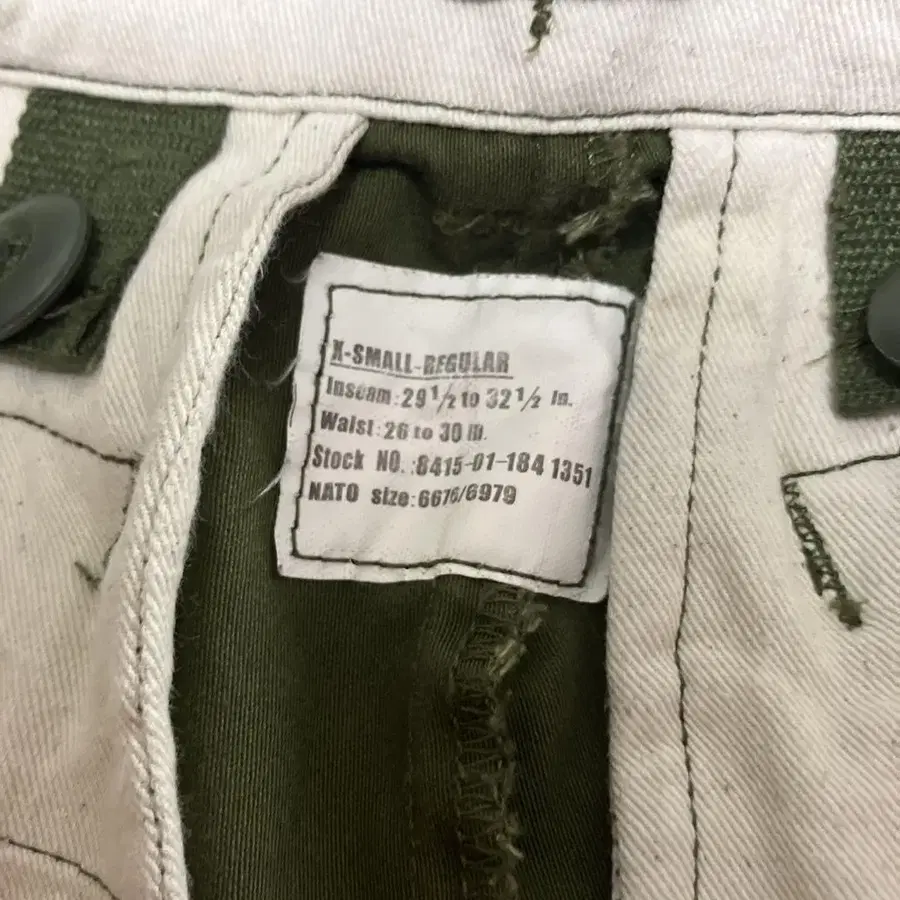 X-SMALL-REGULAR
Inseam:29 1/2 to 32 1/2 In.
Waist:26 to 30 in.
Stock NO.:8415-01-184 1351
NATO size:6676/6979